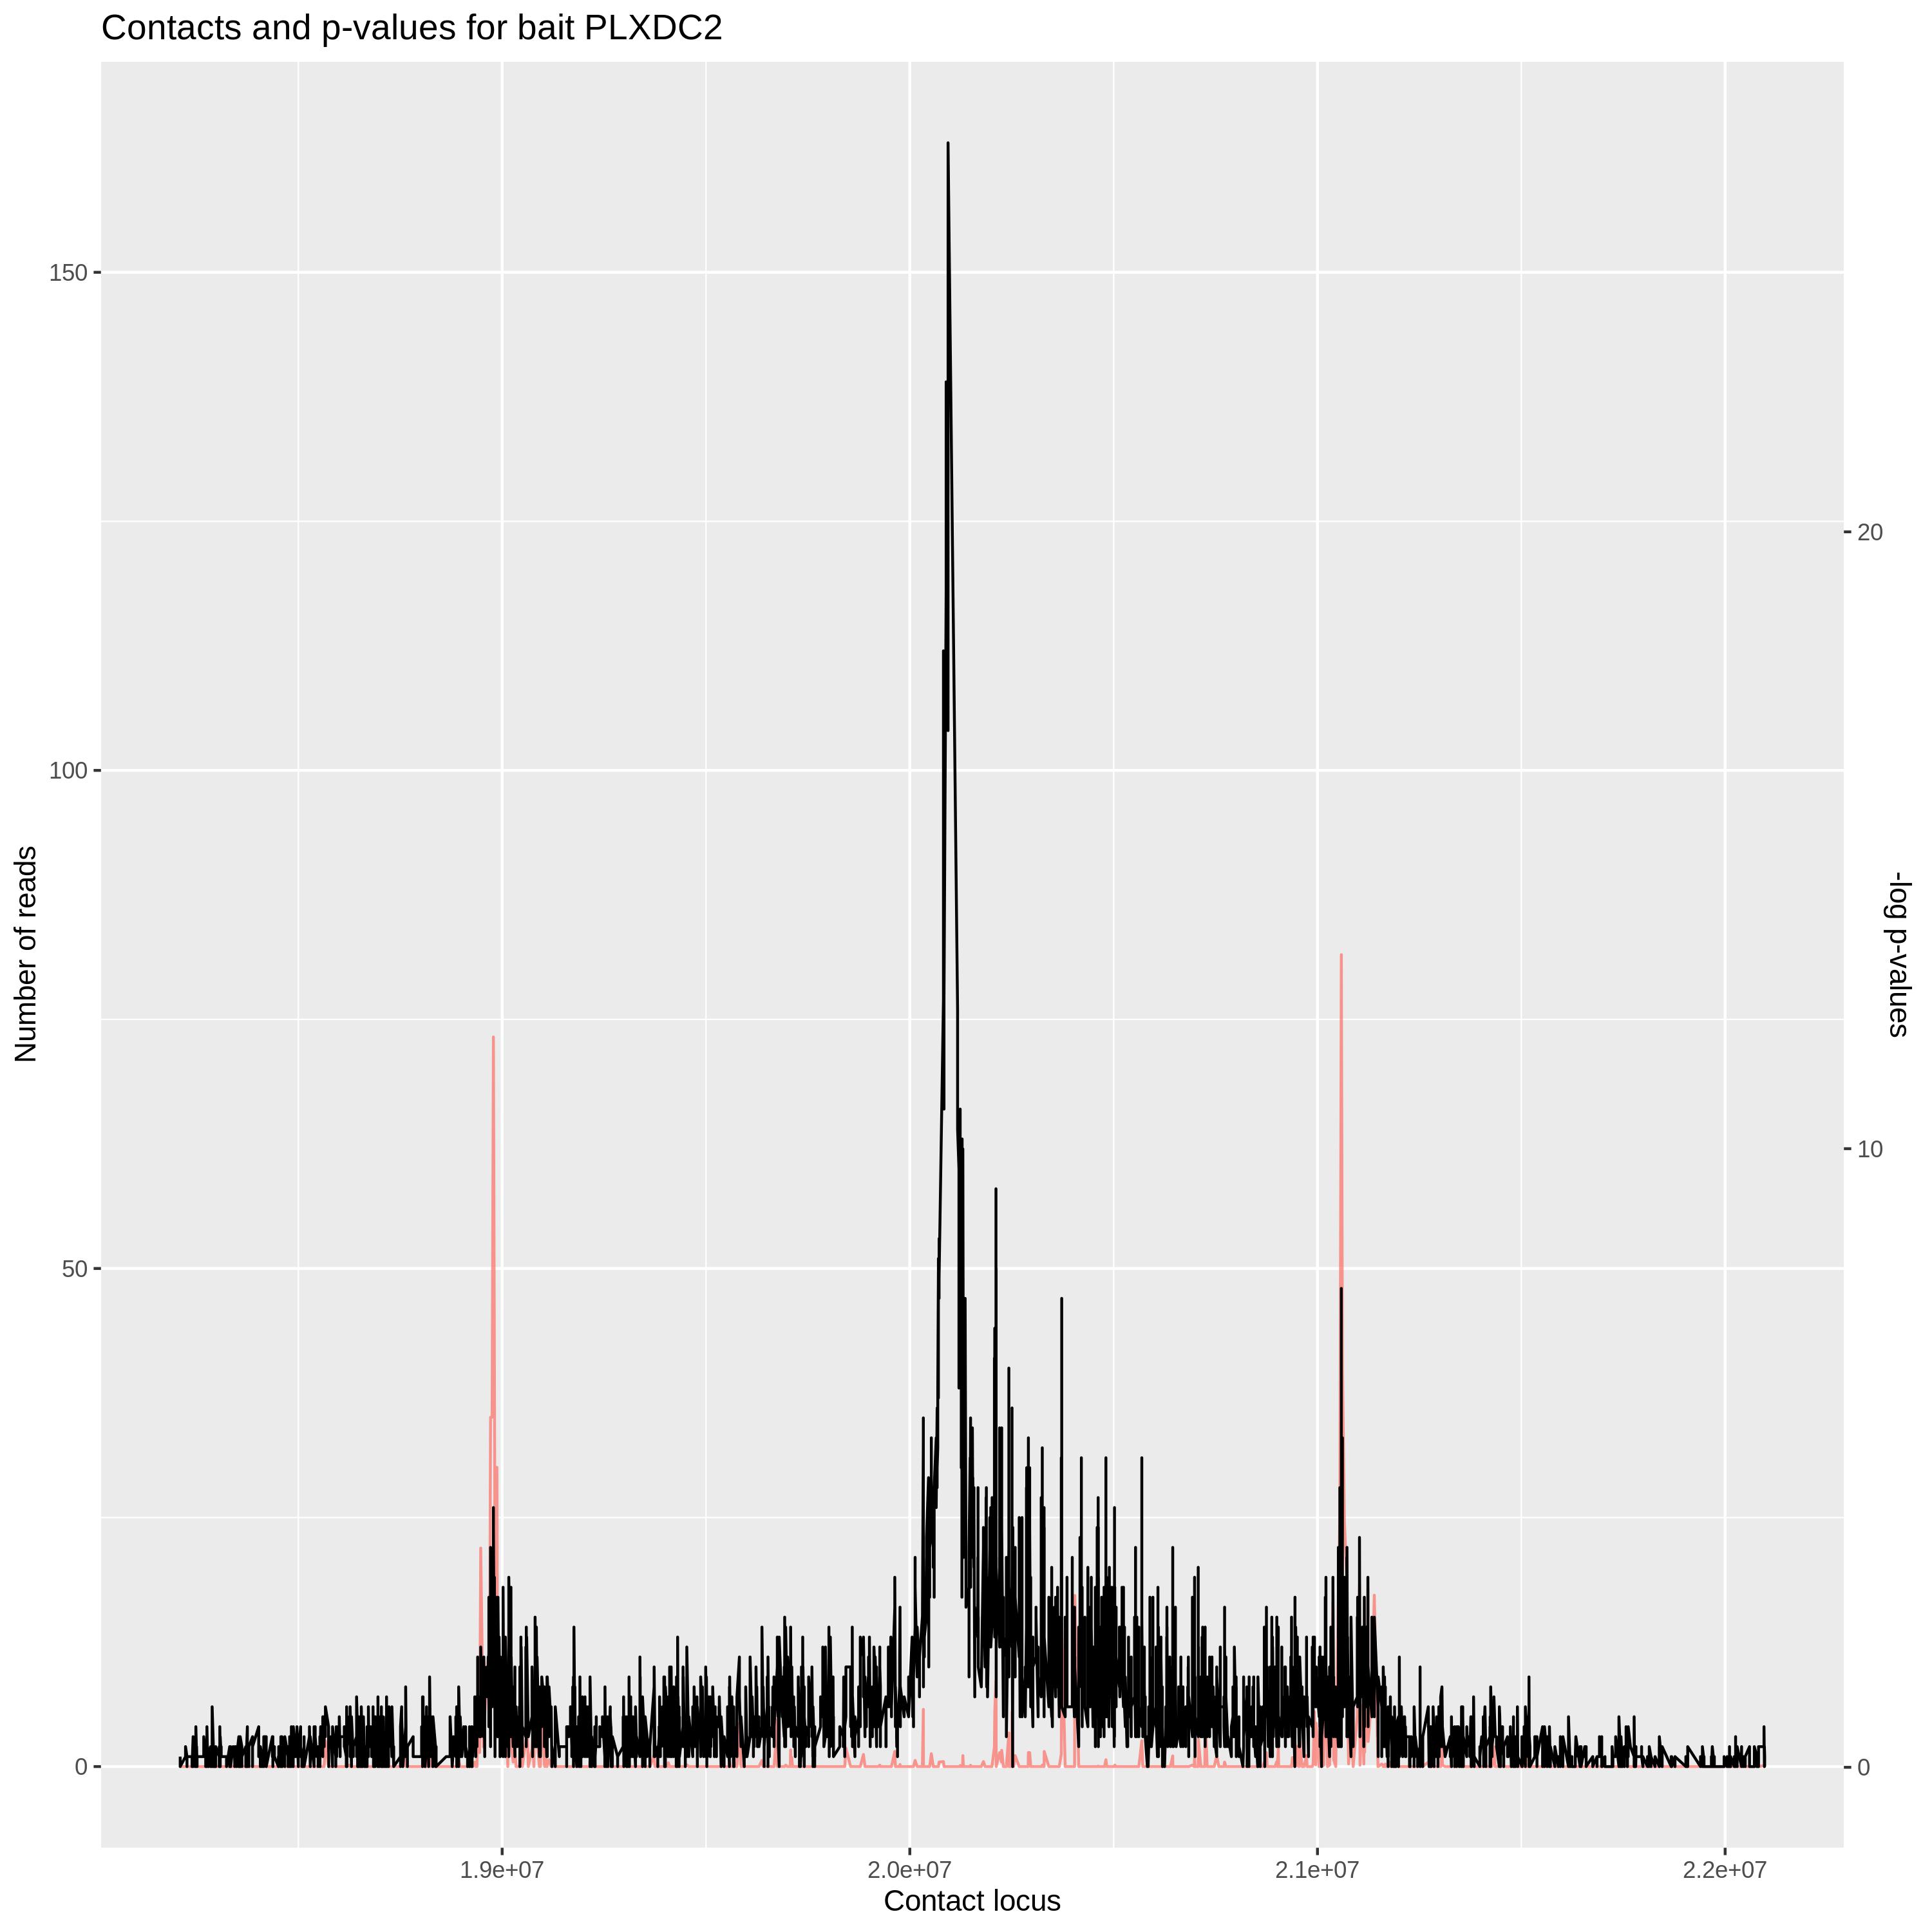 Contacts and p-values for bait PLXDC2
150
100
50
0
Number of reads
20
10
0
-log p-values
1.9e+07
2.0e+07
2.1e+07
2.2e+07
Contact locus